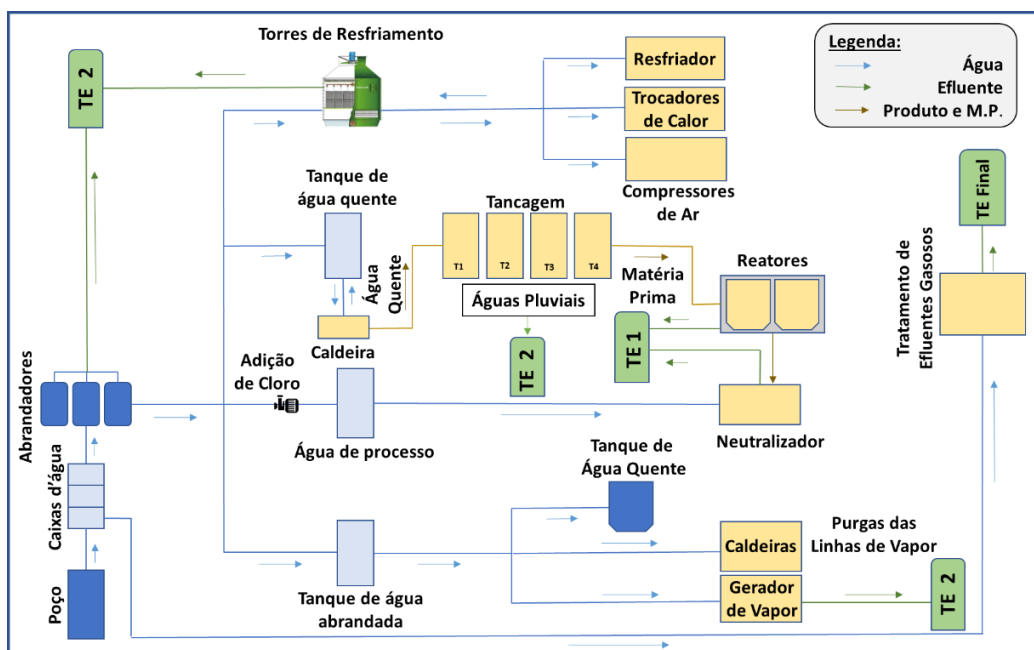 Torres de Resfriamento
TE 2
Resfriador
Trocadores
de Calor
Compressores
de Ar
Legenda:
Água
Efluente
Produto e M.P.
Tanque de
água quente
Água
Quente
Caldeira
Tancagem
T1
T2
T3
T4
Águas Pluviais
TE 2
Matéria
Prima
TE 1
Reatores
TE Final
Tratamento de
Efluentes Gasosos
Abrandadores
Adição
de Cloro
Água de processo
Neutralizador
Caixas d’água
Poço
Tanque de
Água Quente
Tanque de água
abrandada
Caldeiras
Gerador
de Vapor
Purgas das
Linhas de Vapor
TE 2